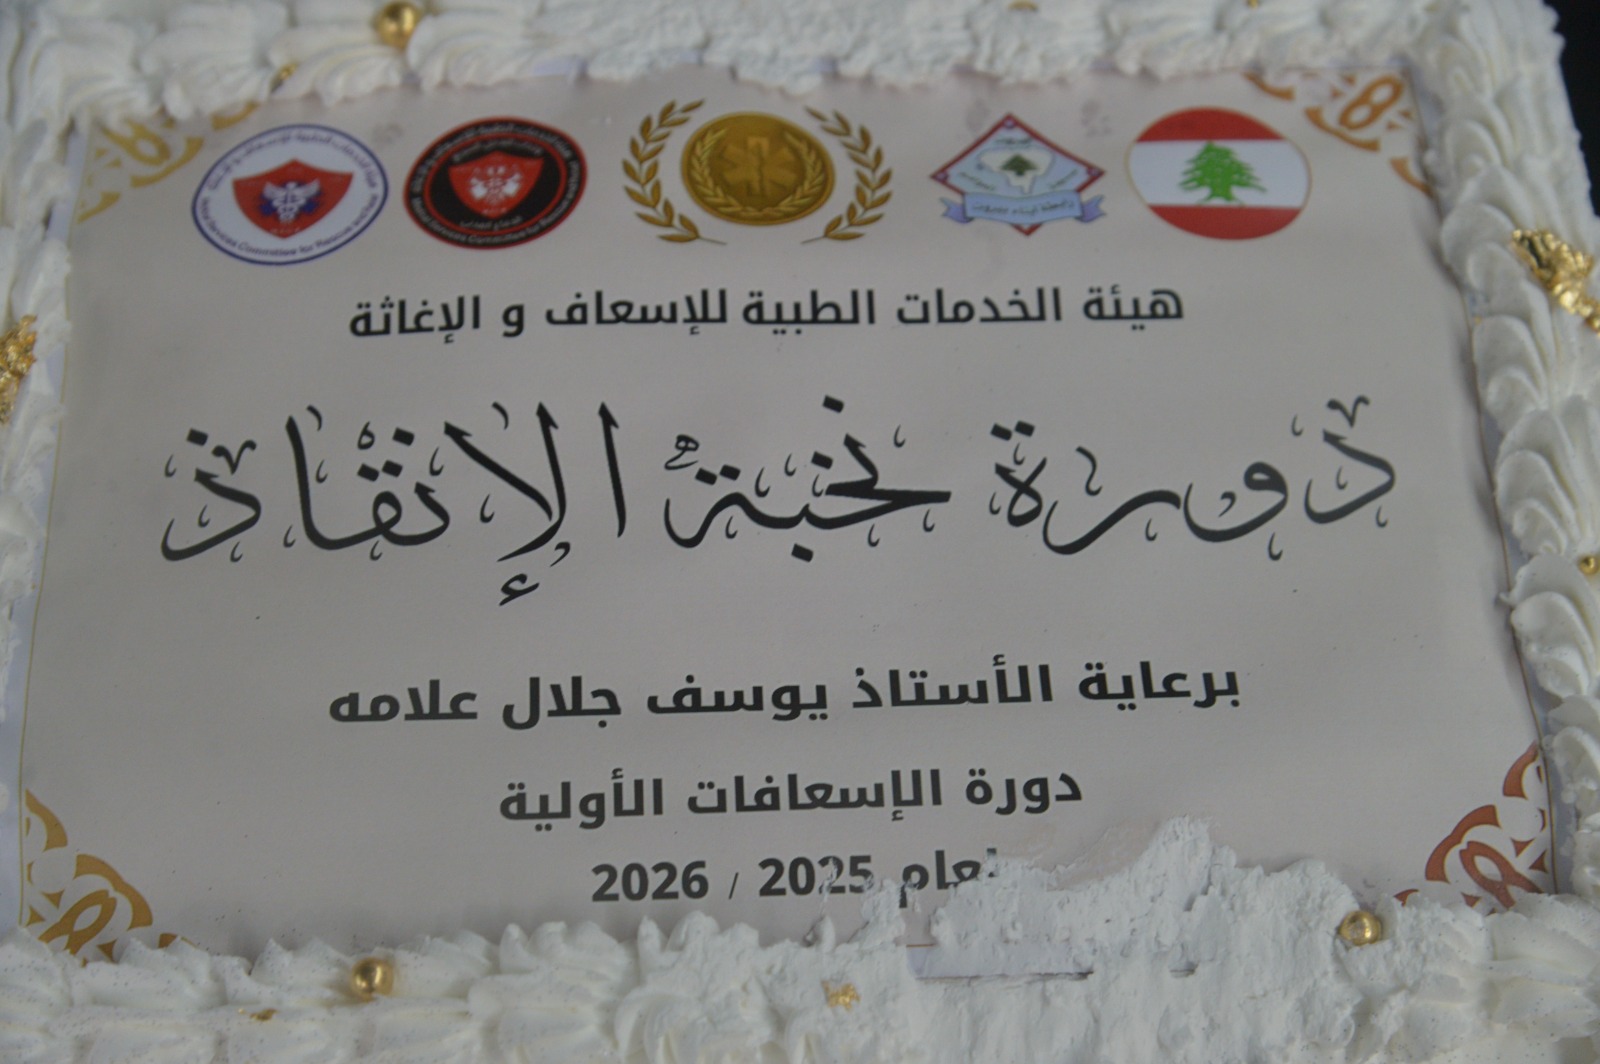 هيئة الخدمات الطبية للإسعاف و الإغاثة
دورة نخبة الإنقاذ
برعاية الأستاذ يوسف جلال علامه
دورة الإسعافات الأولية
لعام 2025 / 2026